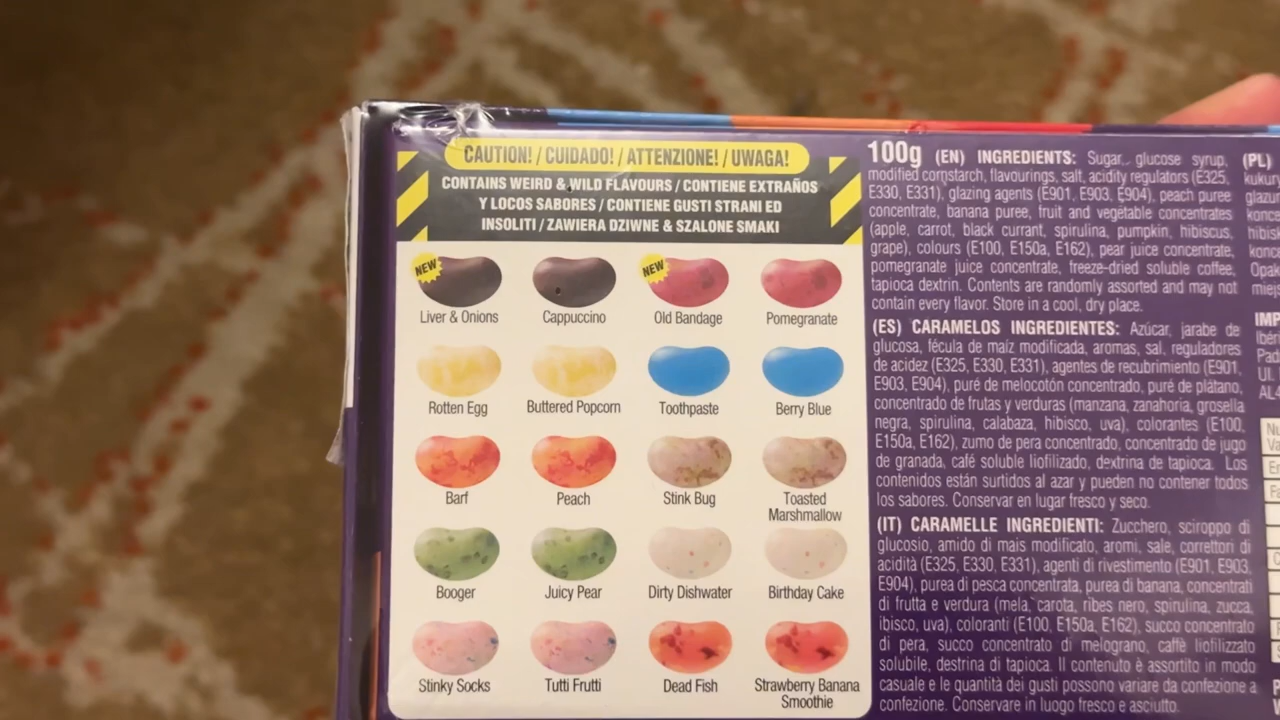 CAUTION! / CUIDADO! / ATTENZIONE! / UWAGA!
CONTAINS WEIRD & WILD FLAVOURS / CONTIENE EXTRAÑOS
Y LOCOS SABORES / CONTIENE GUSTI STRANI ED
INSOLITI / ZAWIERA DZIWNE & SZALONE SMAKI
NEW
NEW
Liver & Onions
Cappuccino
Old Bandage
Pomegranate
Rotten Egg
Buttered Popcorn
Toothpaste
Berry Blue
Barf
Peach
Stink Bug
Toasted
Marshmallow
Booger
Juicy Pear
Dirty Dishwater
Birthday Cake
Stinky Socks
Tutti Frutti
Dead Fish
Strawberry Banana
Smoothie
100g (EN) INGREDIENTS: Sugar, glucose syrup,
modified cornstarch, flavourings, salt, acidity regulators (E325,
E330, E331), glazing agents (E901, E903, E904), peach puree
concentrate, banana puree, fruit and vegetable concentrates
(apple, carrot, black currant, spirulina, pumpkin, hibiscus,
grape), colours (E100, E150a, E162), pear juice concentrate,
pomegranate juice concentrate, freeze-dried soluble coffee,
tapioca dextrin. Contents are randomly assorted and may not
contain every flavor. Store in a cool, dry place.
(ES) CARAMELOS INGREDIENTES: Azúcar, jarabe de
glucosa, fécula de maíz modificada, aromas, sal, reguladores
de acidez (E325, E330, E331), agentes de recubrimiento (E901,
E903, E904), puré de melocotón concentrado, puré de plátano,
concentrado de frutas y verduras (manzana, zanahoria, grosella
negra, spirulina, calabaza, hibisco, uva), colorantes (E100,
E150a, E162), zumo de pera concentrado, concentrado de jugo
de granada, café soluble liofilizado, dextrina de tapioca. Los
contenidos están surtidos al azar y pueden no contener todos
los sabores. Conservar en lugar fresco y seco.
(IT) CARAMELLE INGREDIENTI: Zucchero, sciroppo di
glucosio, amido di mais modificato, aromi, sale, correttori di
acidità (E325, E330, E331), agenti di rivestimento (E901, E903,
E904), purea di pesca concentrata, purea di banana, concentrati
di frutta e verdura (mela, carota, ribes nero, spirulina, zucca,
ibisco, uva), coloranti (E100, E150a, E162), succo concentrato
di pera, succo concentrato di melograno, caffè liofilizzato
solubile, destrina di tapioca. Il contenuto è assortito in modo
casuale e le quantità dei gusti possono variare da confezione a
confezione. Conservare in luogo fresco e asciutto.
(PL)